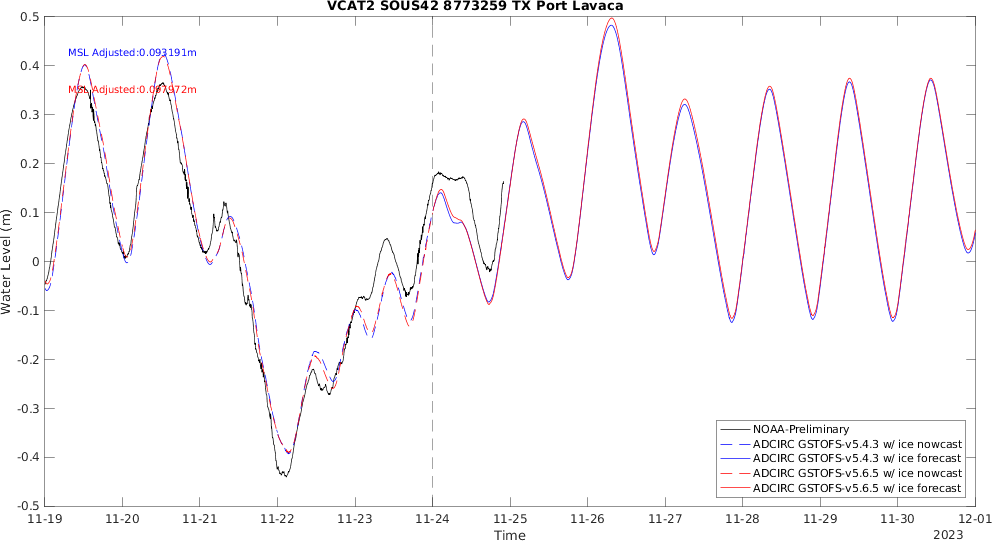 VCAT2 SOUS42 8773259 TX Port Lavaca
0.5
0.4
0.3
0.2
0.1
0
-0.1
-0.2
-0.3
-0.4
-0.5
Water Level (m)
MSL Adjusted:0.093191m
MSL Adjusted:0.097972m
NOAA-Preliminary
ADCIRC GSTOFS-v5.4.3 w/ ice nowcast
ADCIRC GSTOFS-v5.4.3 w/ ice forecast
ADCIRC GSTOFS-v5.6.5 w/ ice nowcast
ADCIRC GSTOFS-v5.6.5 w/ ice forecast
11-19 11-20 11-21 11-22 11-23 11-24 11-25 11-26 11-27 11-28 11-29 11-30 12-01
Time
2023